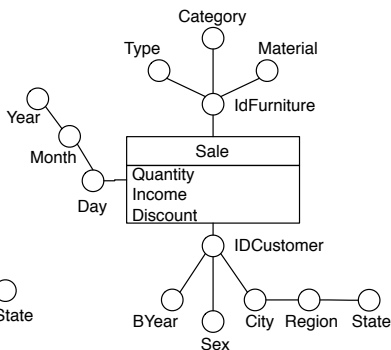 Category
Type
Material
IdFurniture
Year
Month
Day
Sale
Quantity
Income
Discount
IDCustomer
State
BYear
Sex
City
Region
State